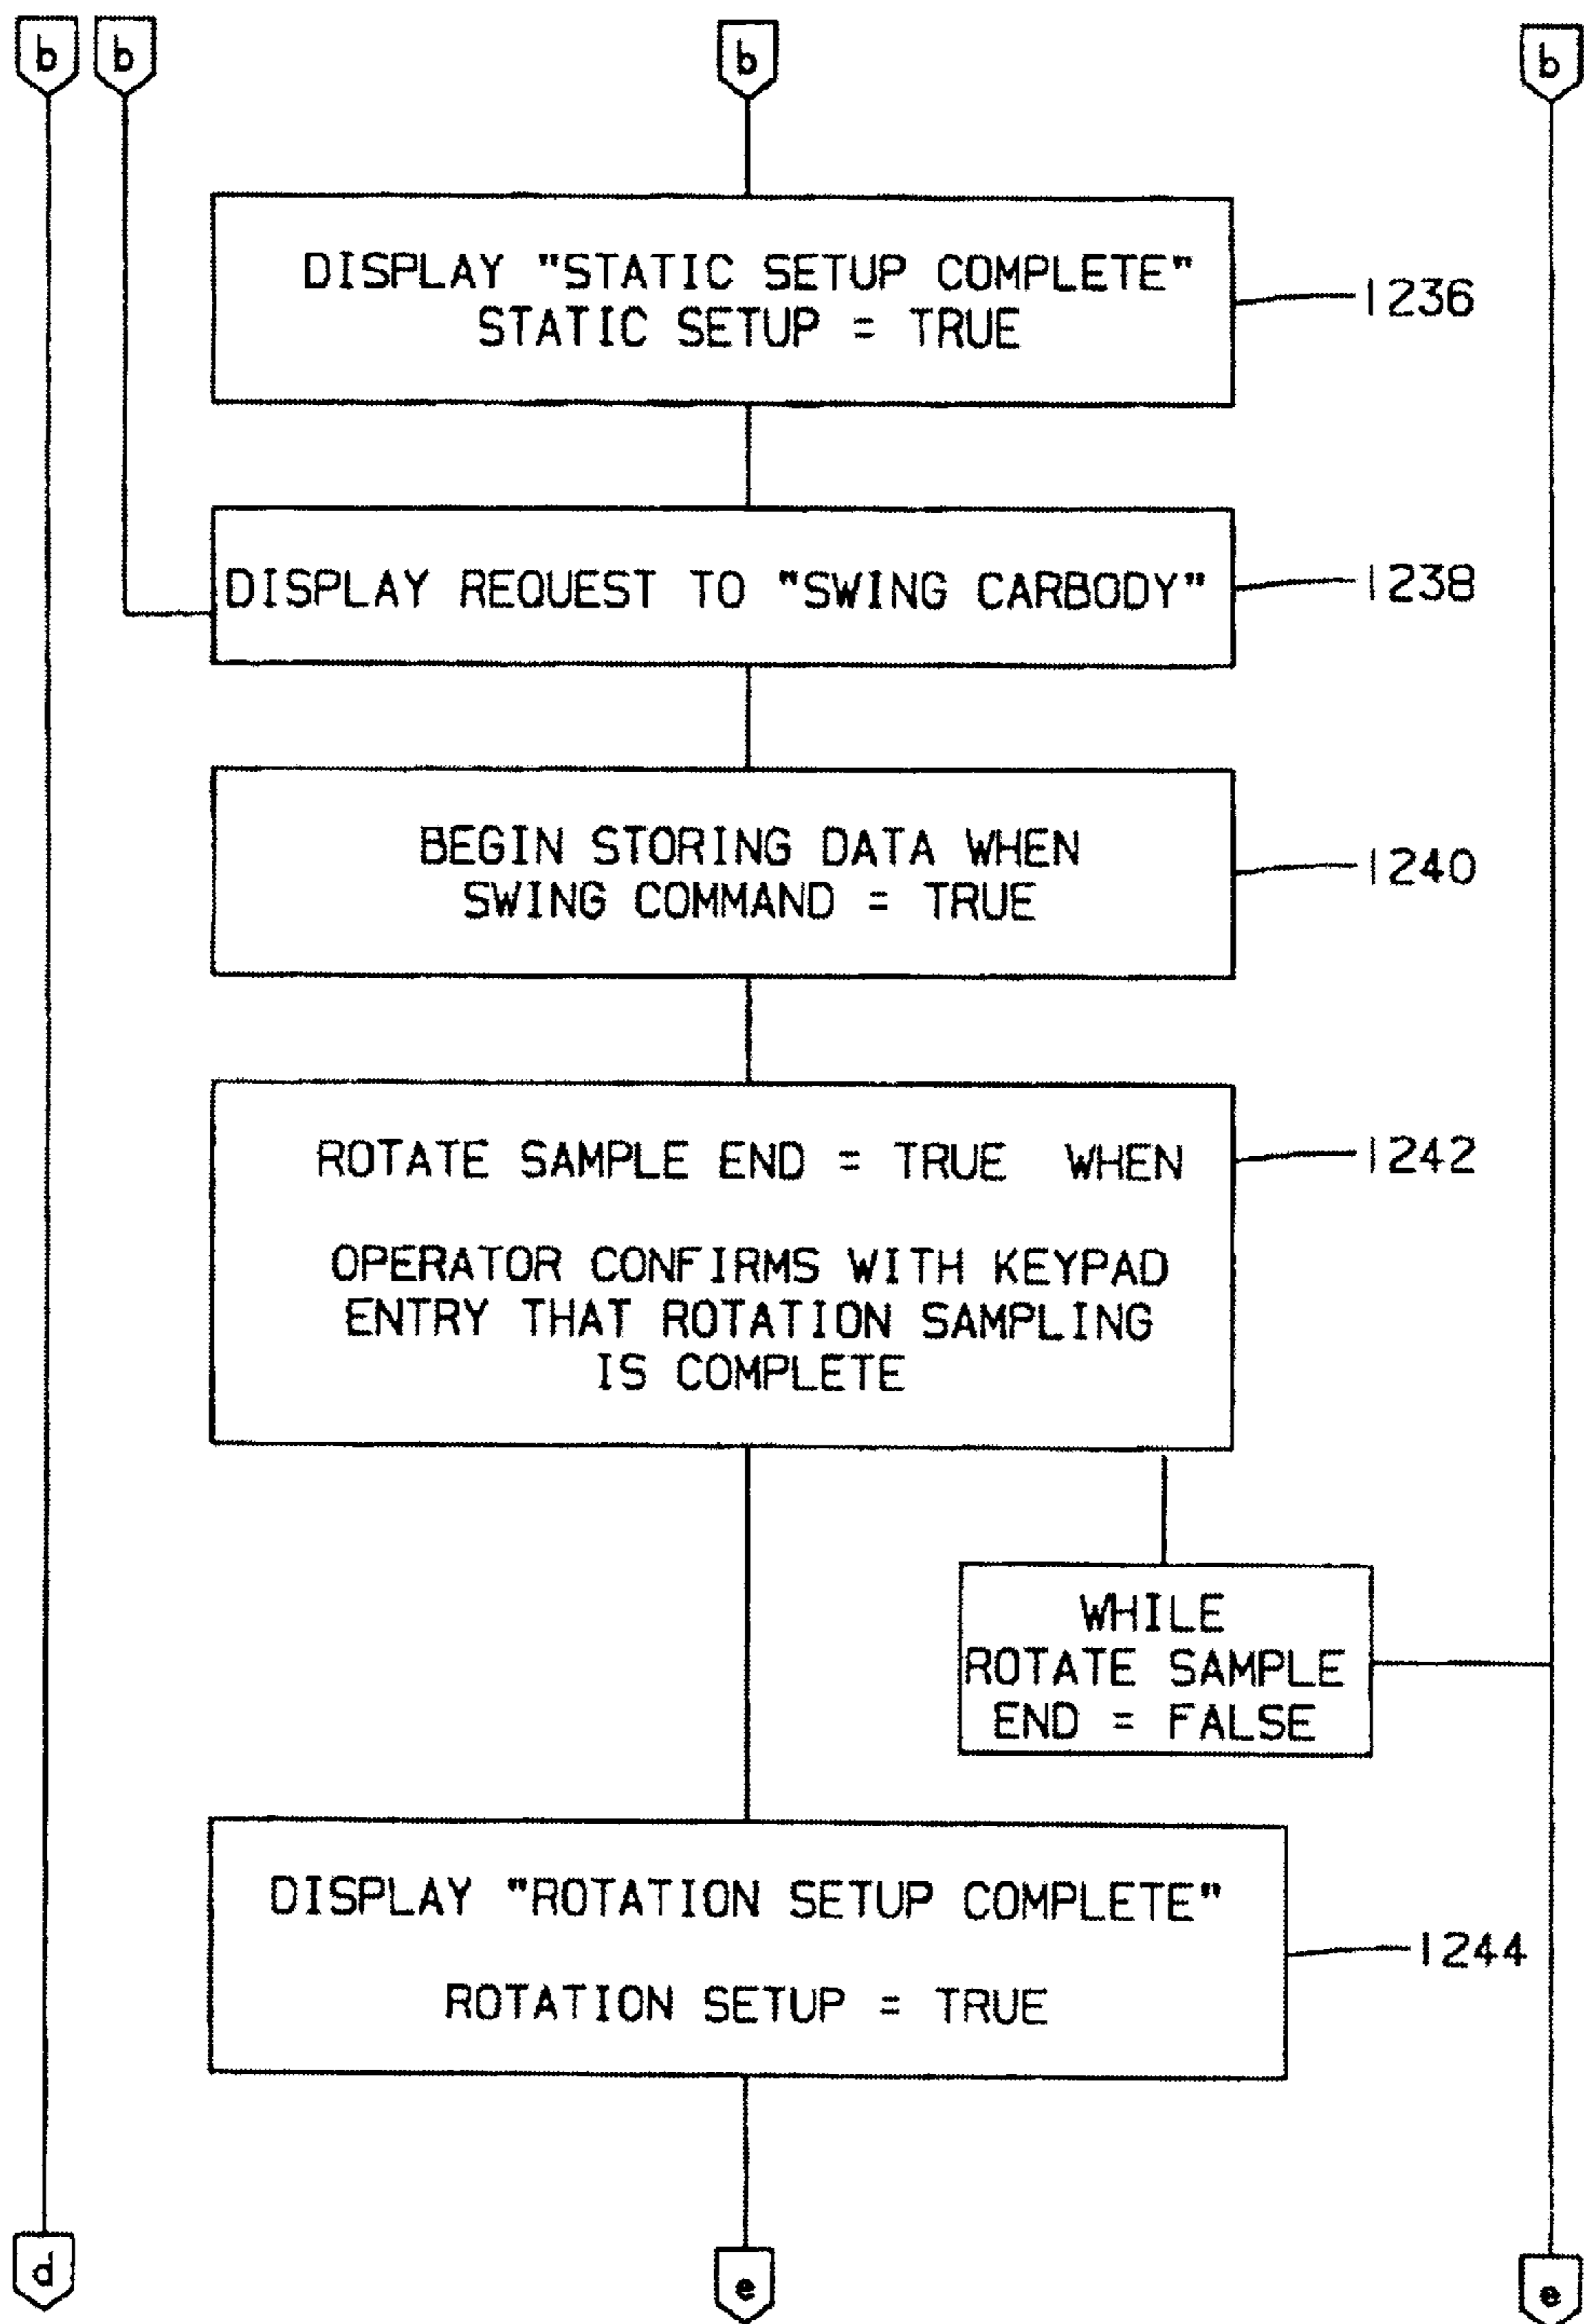 b b b b
DISPLAY "STATIC SETUP COMPLETE"
STATIC SETUP = TRUE
1236
DISPLAY REQUEST TO "SWING CARBODY"
1238
BEGIN STORING DATA WHEN
SWING COMMAND = TRUE
1240
ROTATE SAMPLE END = TRUE WHEN
OPERATOR CONFIRMS WITH KEYPAD
ENTRY THAT ROTATION SAMPLING
IS COMPLETE
1242
WHILE
ROTATE SAMPLE
END = FALSE
DISPLAY "ROTATION SETUP COMPLETE"
ROTATION SETUP = TRUE
1244
d e e